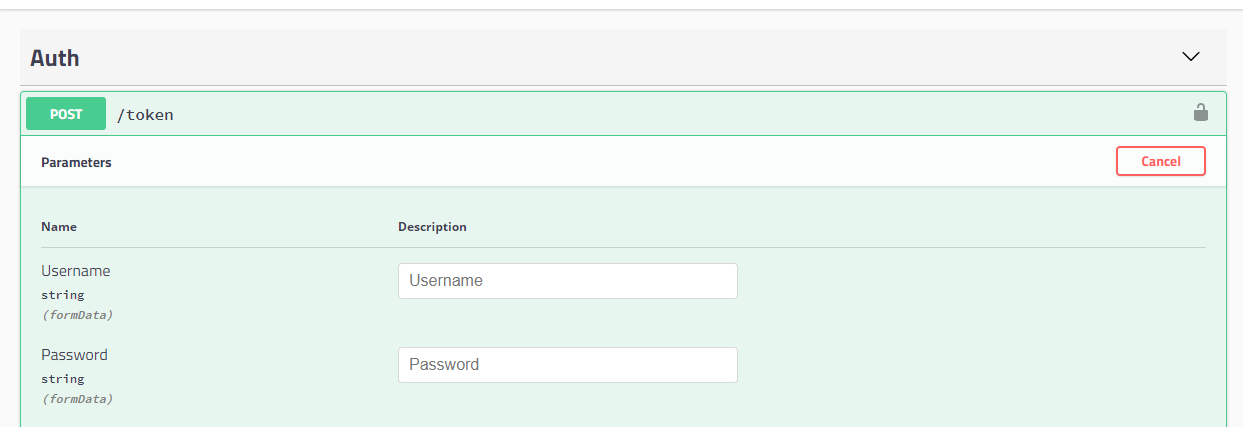 Auth
POST /token
Parameters Cancel
Name Description
Username Username
string
(formData)
Password Password
string
(formData)